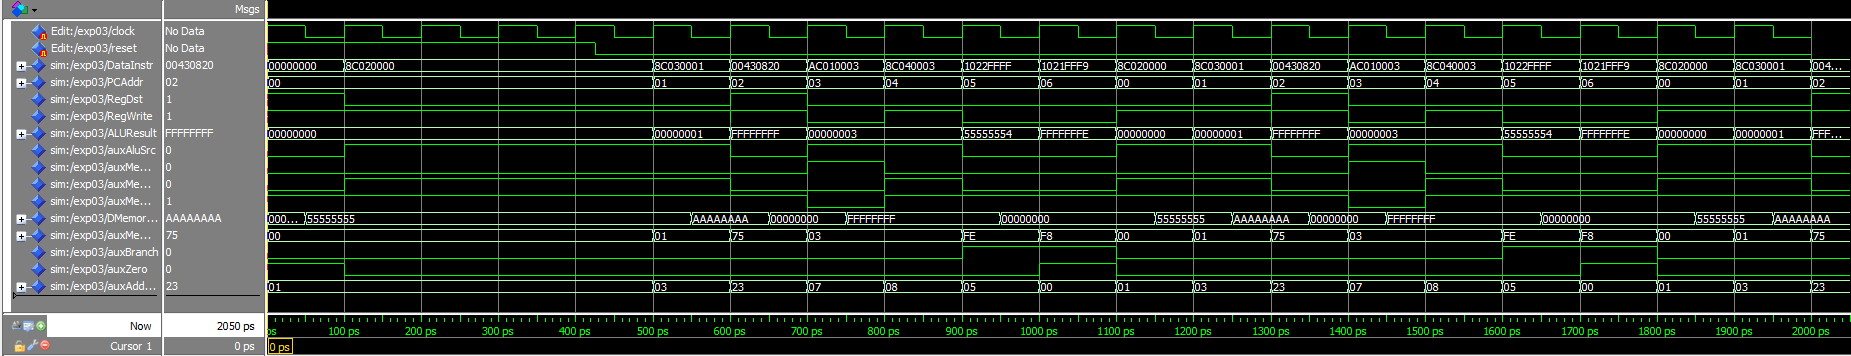 Msgs
Edit:/exp03/clock No Data
Edit:/exp03/reset No Data
sim:/exp03/DataInstr 00430820 00000000 8C020000 8C030001 00430820 AC010003 8C040003 1022FFFF 1021FFF9 8C020000 8C030001 00430820 AC010003 8C040003 1022FFFF 1021FFF9 8C020000 8C030001 004...
sim:/exp03/PCAddr 02 00 01 02 03 04 05 06 00 01 02 03 04 05 06 00 01 02
sim:/exp03/RegDst 1
sim:/exp03/RegWrite 1
sim:/exp03/ALUResult FFFFFFFF 00000000 00000001 FFFFFFFF 00000003 55555554 FFFFFFFE 00000000 00000001 FFFFFFFF 00000003 55555554 FFFFFFFE 00000000 00000001 FFF...
sim:/exp03/auxAluSrc 0
sim:/exp03/auxMe... 0
sim:/exp03/auxMe... 0
sim:/exp03/auxMe... 1
sim:/exp03/DMemor... AAAAAAAA 000... 55555555 AAAAAAAA 00000000 FFFFFFFF 00000000 55555555 AAAAAAAA 00000000 FFFFFFFF 00000000 55555555 AAAAAAAA
sim:/exp03/auxMe... 75 00 01 75 03 FE F8 00 01 75 03 FE F8 00 01 75
sim:/exp03/auxBranch 0
sim:/exp03/auxZero 0
sim:/exp03/auxAdd... 23 01 03 23 07 08 05 00 01 03 23 07 08 05 00 01 03 23
Now 2050 ps ps 100 ps 200 ps 300 ps 400 ps 500 ps 600 ps 700 ps 800 ps 900 ps 1000 ps 1100 ps 1200 ps 1300 ps 1400 ps 1500 ps 1600 ps 1700 ps 1800 ps 1900 ps 2000 ps
Cursor 1 0 ps 0 ps